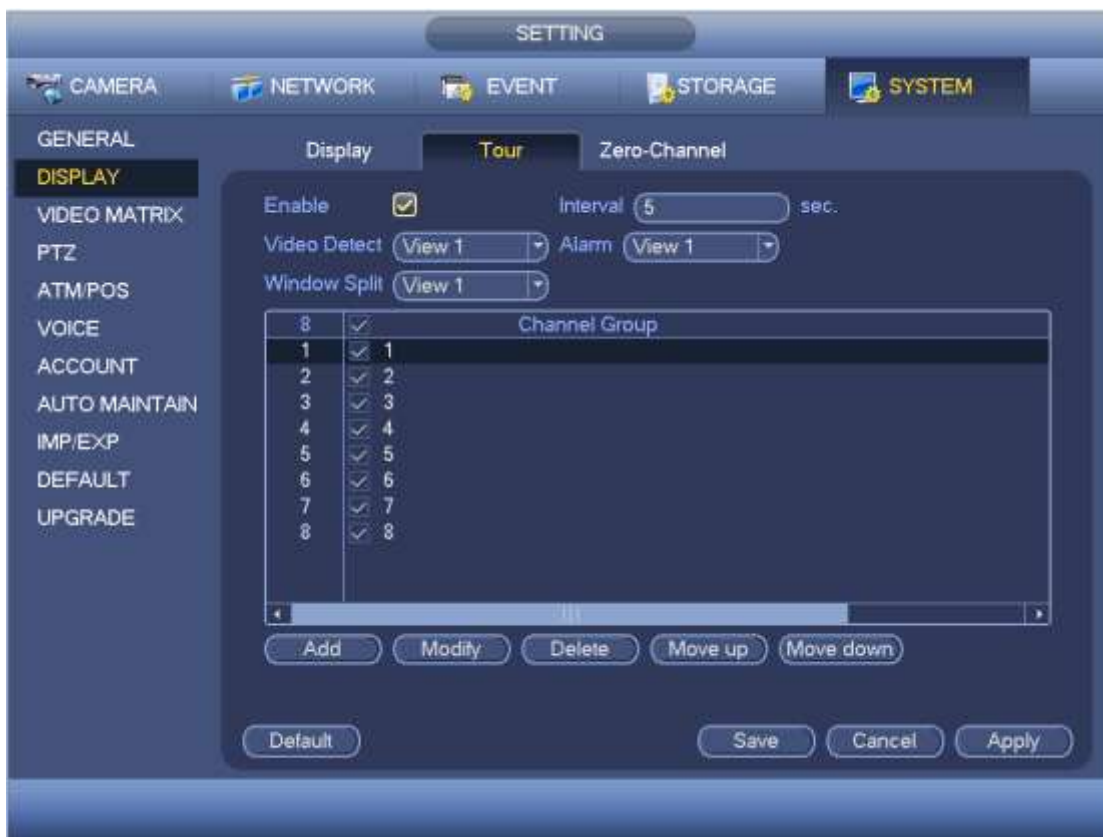 SETTING
CAMERA NETWORK EVENT STORAGE SYSTEM
GENERAL
DISPLAY
VIDEO MATRIX
PTZ
ATM/POS
VOICE
ACCOUNT
AUTO MAINTAIN
IMP/EXP
DEFAULT
UPGRADE
Display Tour Zero-Channel
Enable Interval 5 sec.
Video Detect View 1 Alarm View 1
Window Split View 1
8 Channel Group
1 1
2 2
3 3
4 4
5 5
6 6
7 7
8 8
Add Modify Delete Move up Move down
Default Save Cancel Apply